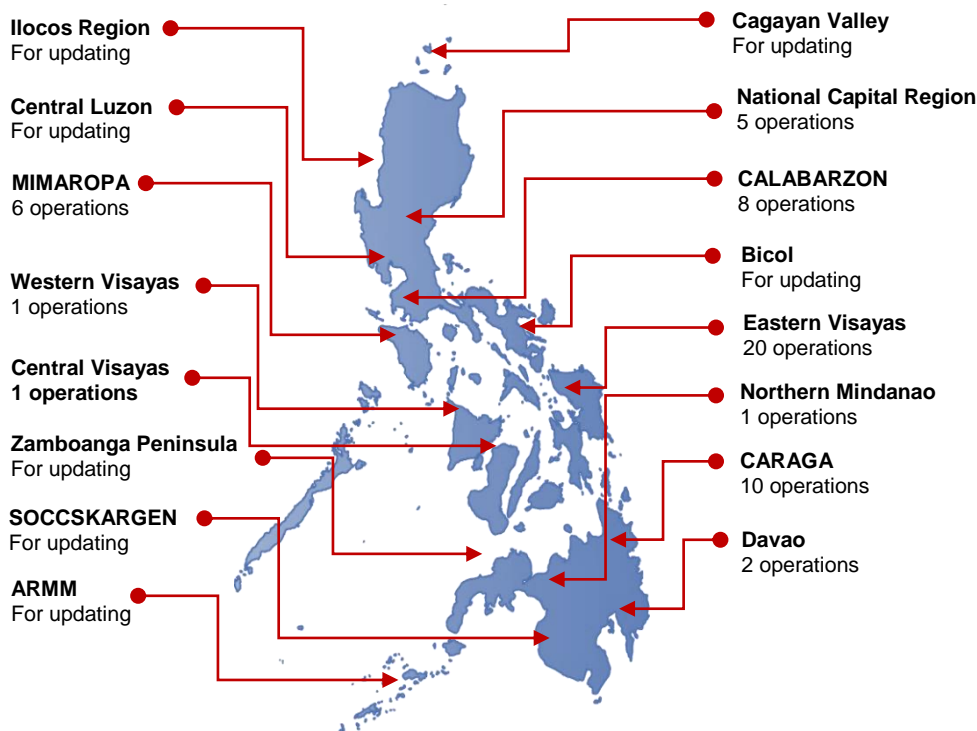 Ilocos Region
For updating
Central Luzon
For updating
MIMAROPA
6 operations
Western Visayas
1 operations
Central Visayas
1 operations
Zamboanga Peninsula
For updating
SOCCSKARGEN
For updating
ARMM
For updating
Cagayan Valley
For updating
National Capital Region
5 operations
CALABARZON
8 operations
Bicol
For updating
Eastern Visayas
20 operations
Northern Mindanao
1 operations
CARAGA
10 operations
Davao
2 operations